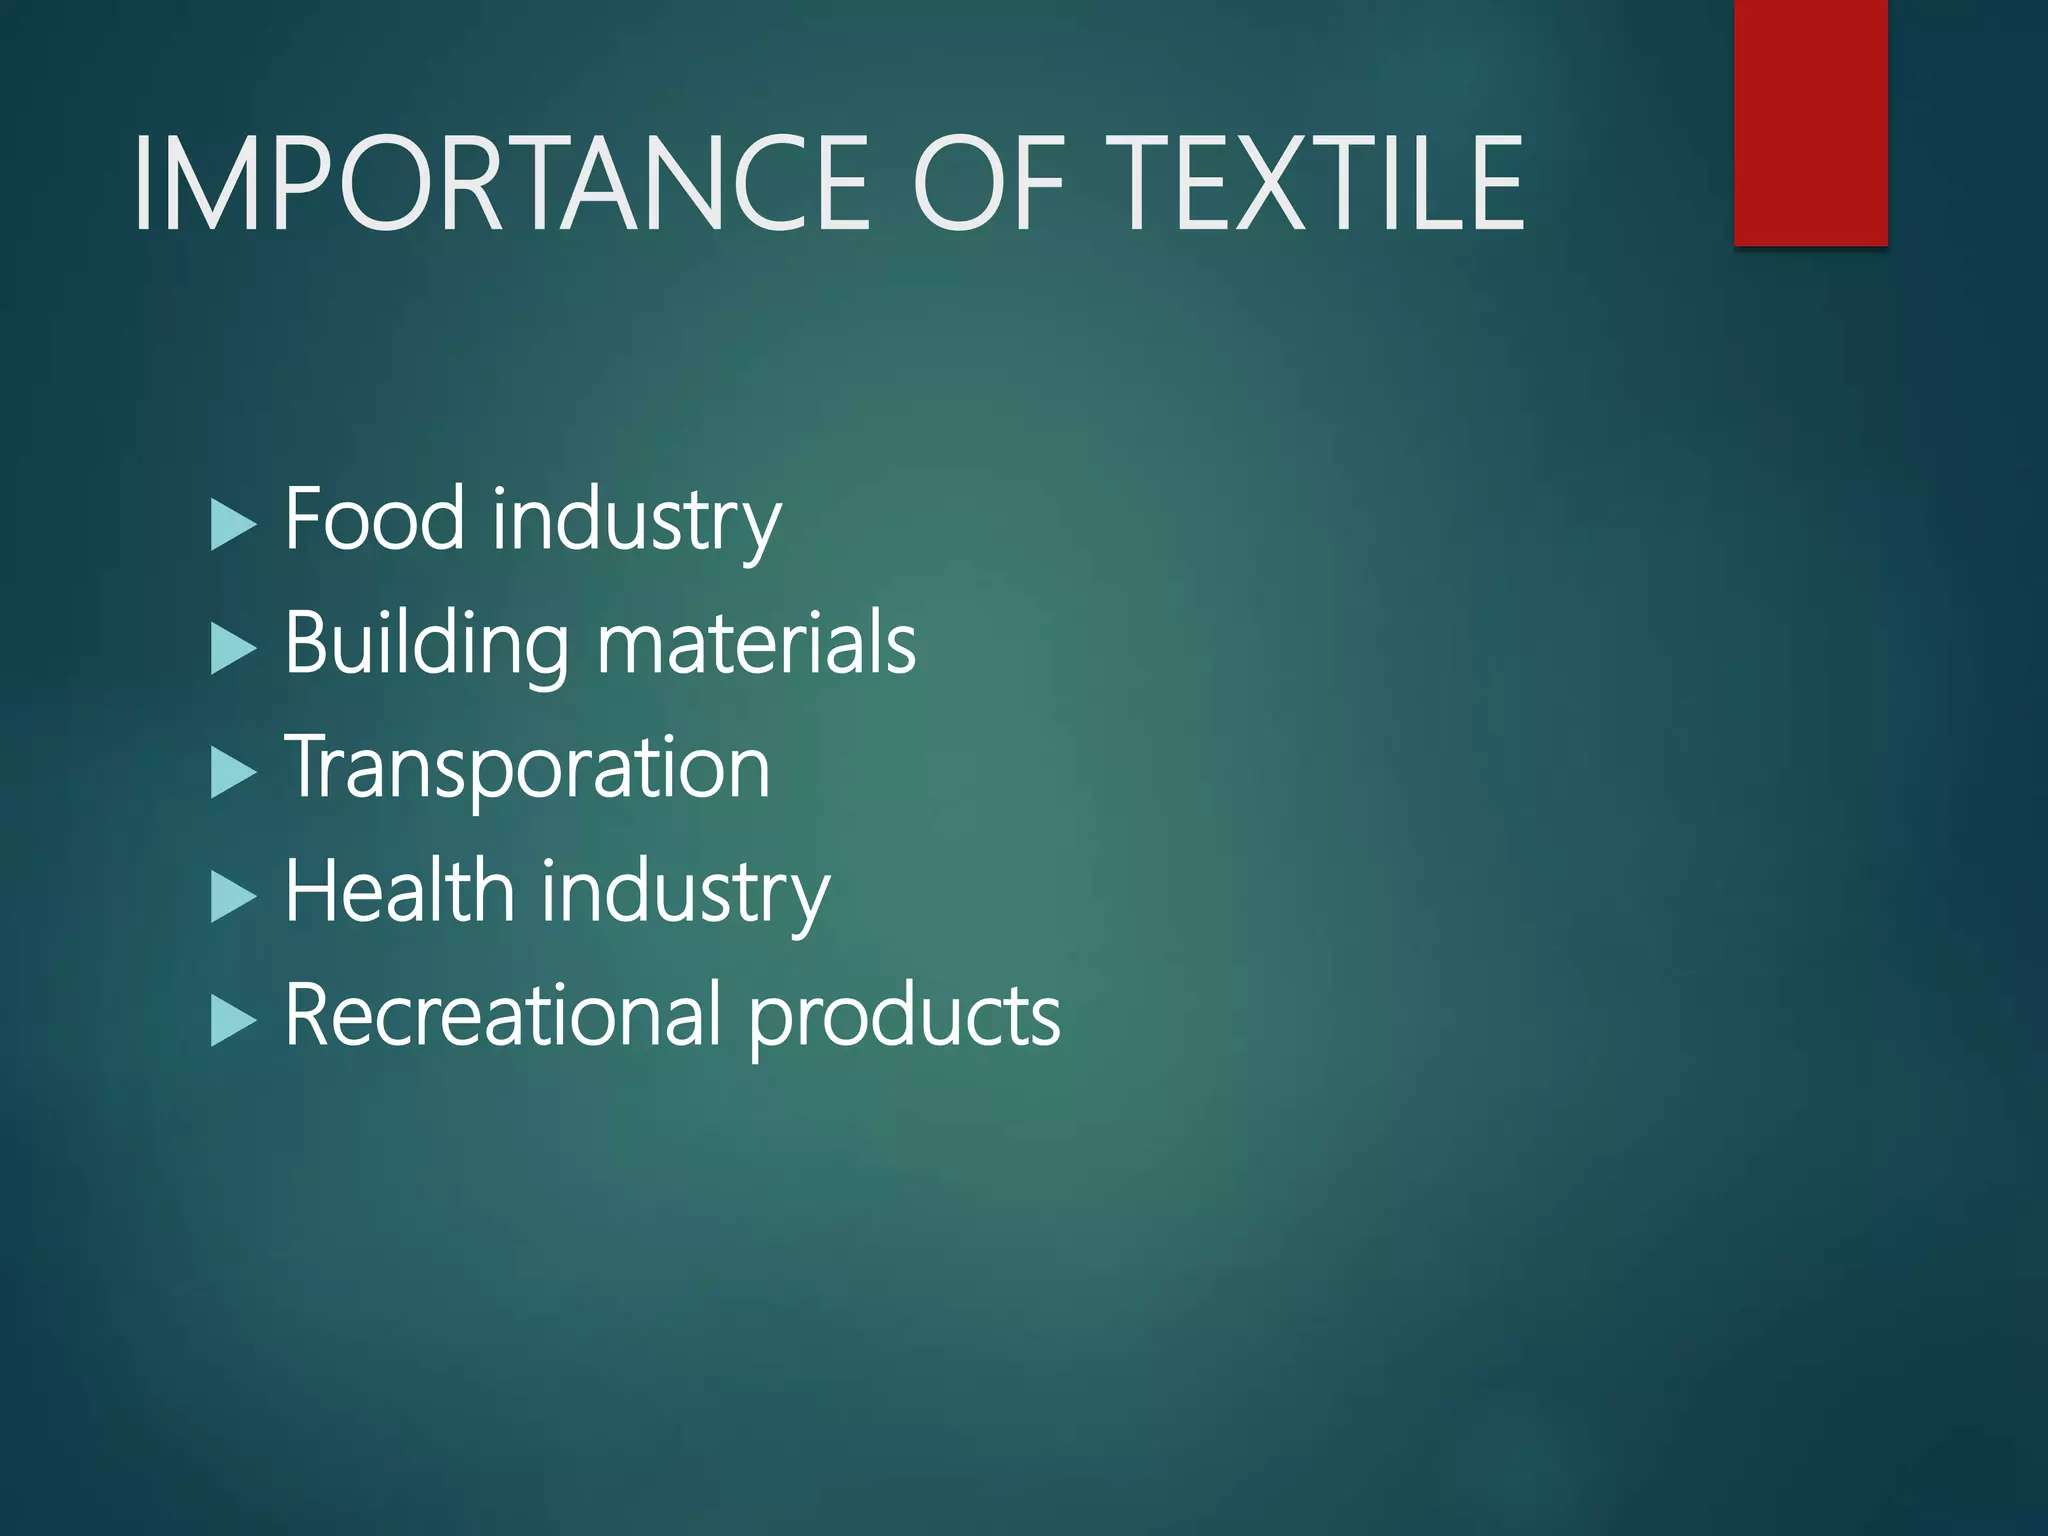 IMPORTANCE OF TEXTILE
Food industry
Building materials
Transporation
Health industry
Recreational products